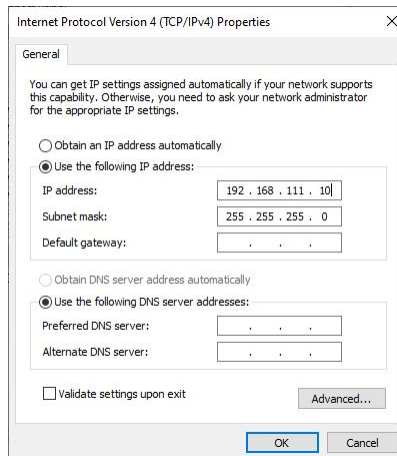 Internet Protocol Version 4 (TCP/IPv4) Properties
General
You can get IP settings assigned automatically if your network supports
this capability. Otherwise, you need to ask your network administrator
for the appropriate IP settings.
Obtain an IP address automatically
Use the following IP address:
IP address: 192 . 168 . 111 . 10
Subnet mask: 255 . 255 . 255 . 0
Default gateway: . . .
Obtain DNS server address automatically
Use the following DNS server addresses:
Preferred DNS server: . . .
Alternate DNS server: . . .
Validate settings upon exit
Advanced...
OK Cancel